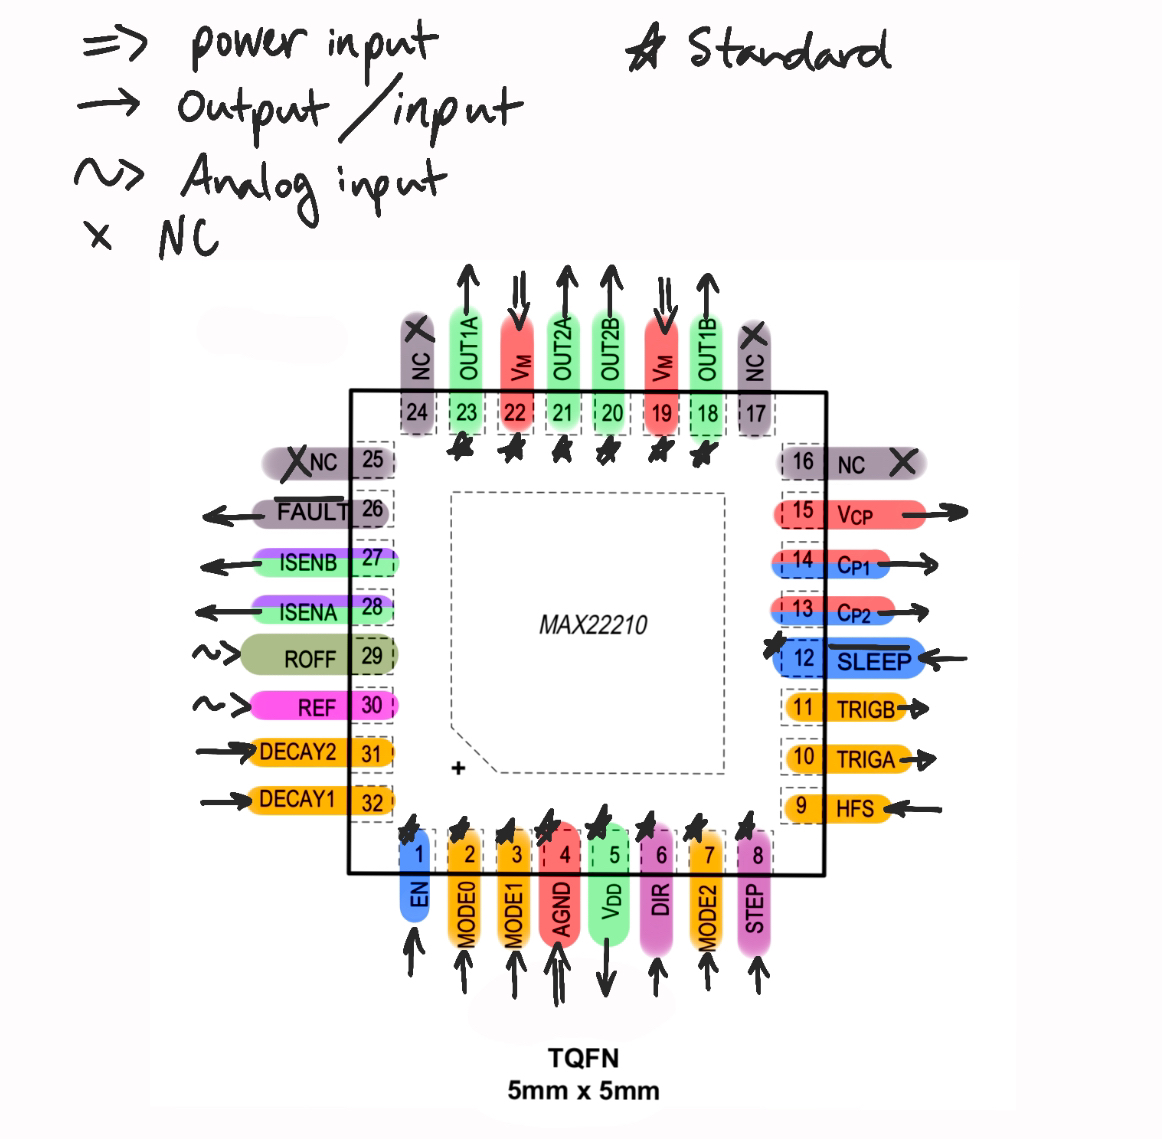 => power input
☆ Standard
→ Output/input
~> Analog input
x NC
NC OUT1A VM OUT2A OUT2B VM OUT1B NC
24 23 22 21 20 19 18 17
NC 25
16 NC
FAULT 26
15 VCP
ISENB 27
14 CP1
ISENA 28
13 CP2
MAX22210
ROFF 29
12 SLEEP
REF 30
11 TRIGB
DECAY2 31
10 TRIGA
+
DECAY1 32
9 HFS
1 2 3 4 5 6 7 8
EN MODE0 MODE1 AGND VDD DIR MODE2 STEP
TQFN
5mm x 5mm